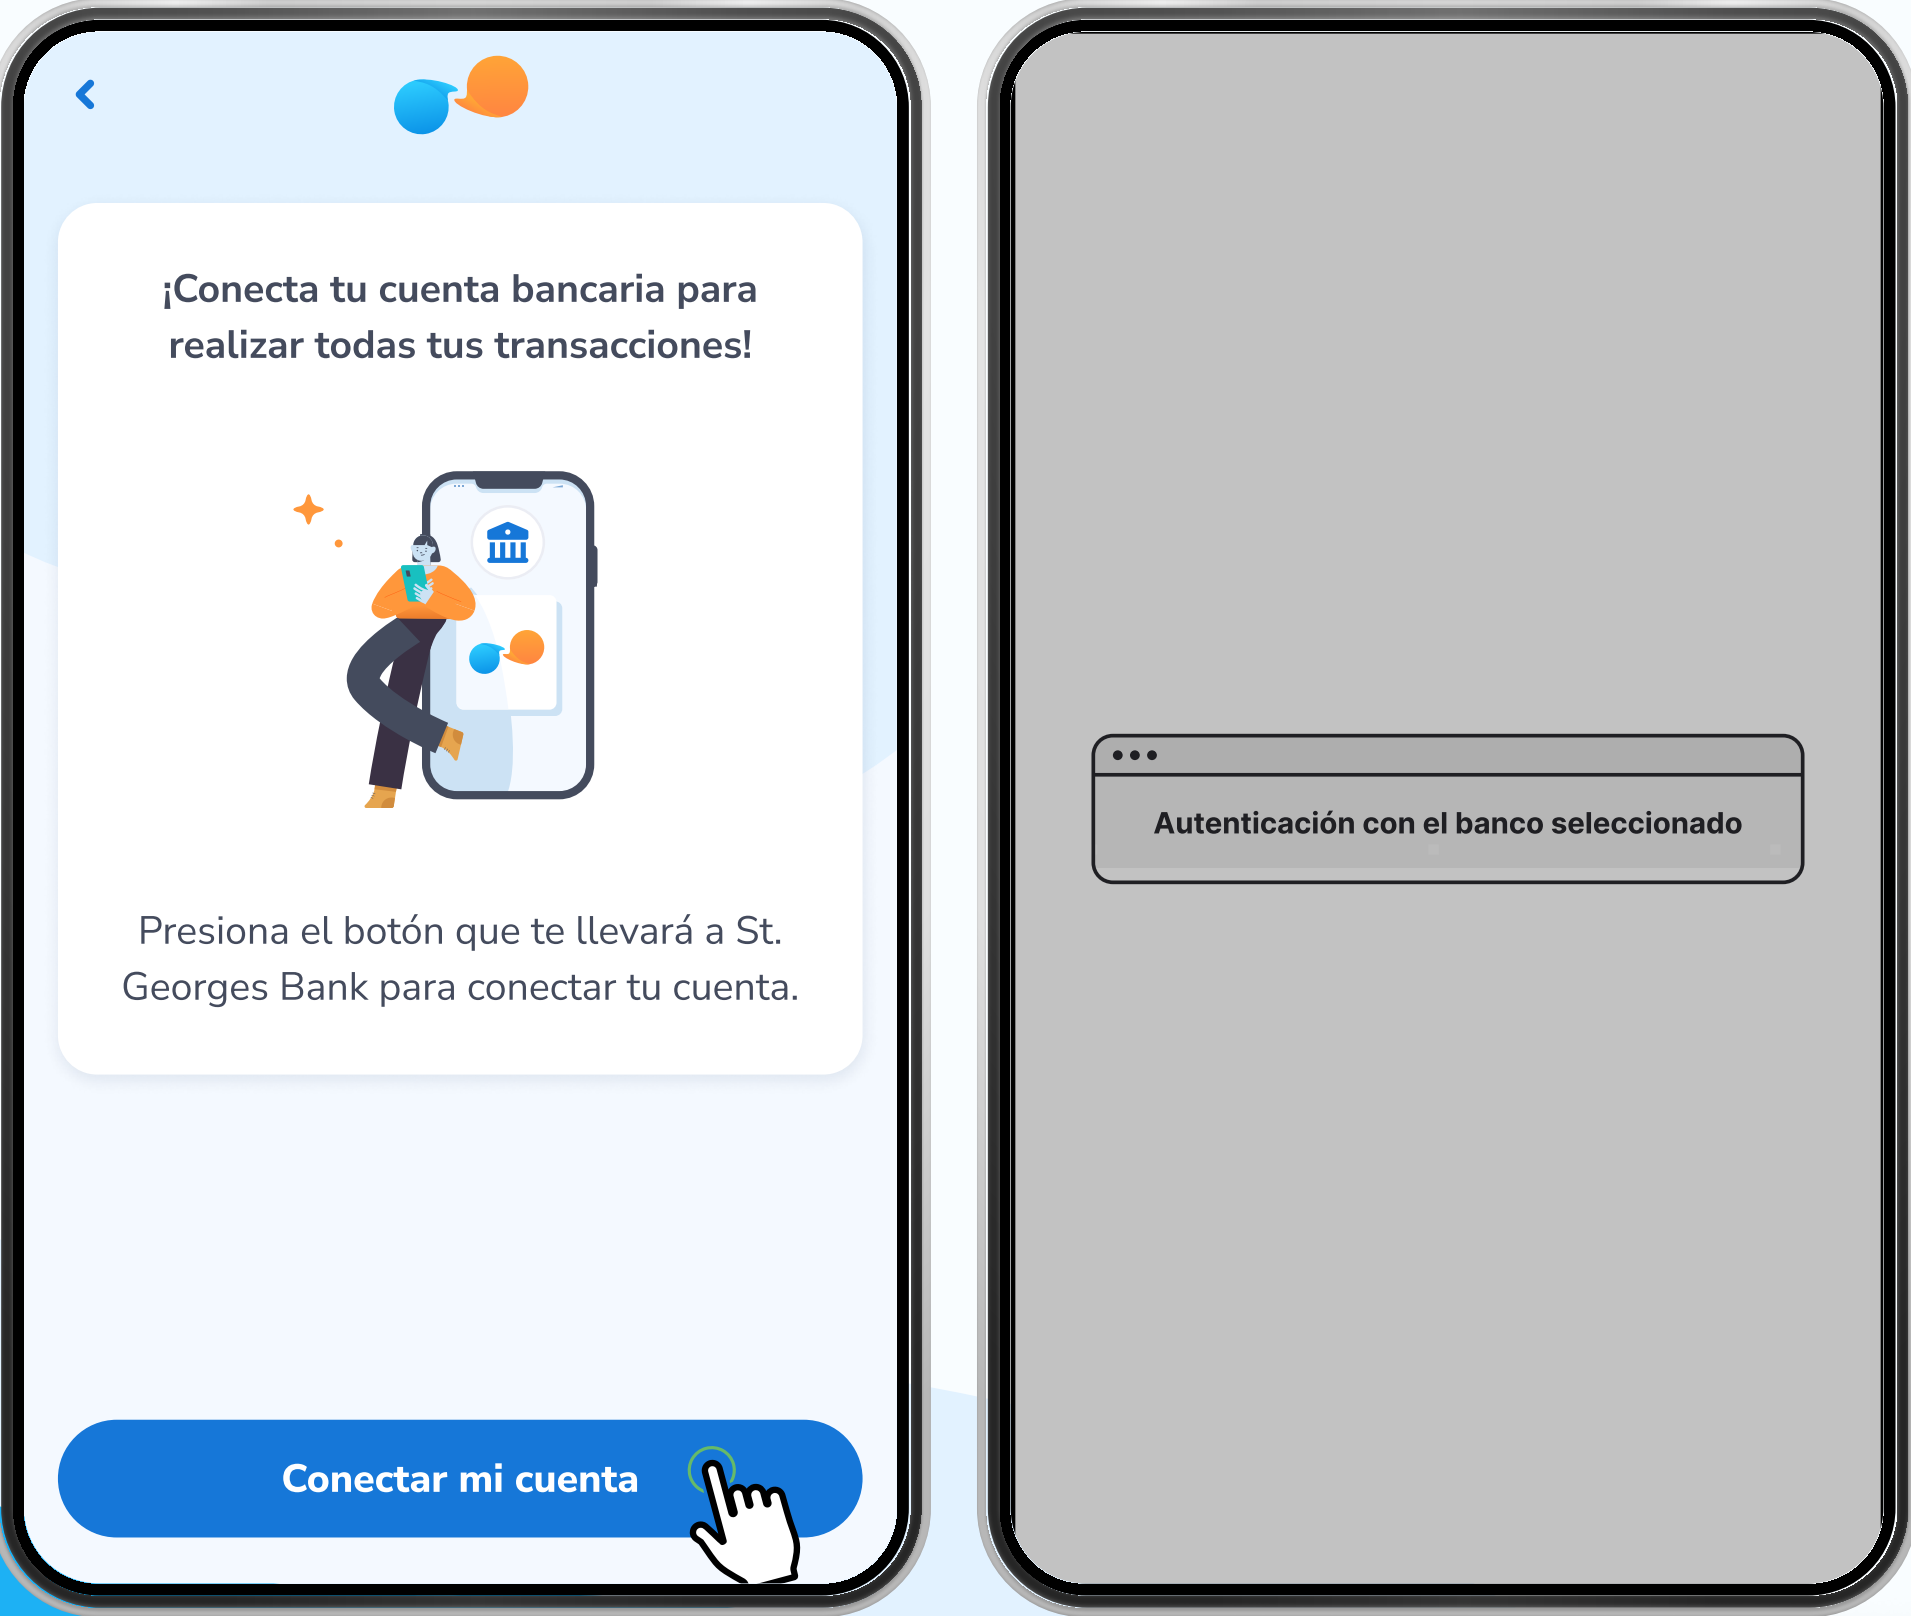 ¡Conecta tu cuenta bancaria para
realizar todas tus transacciones!
Presiona el botón que te llevará a St.
Georges Bank para conectar tu cuenta.
Conectar mi cuenta
Autenticación con el banco seleccionado